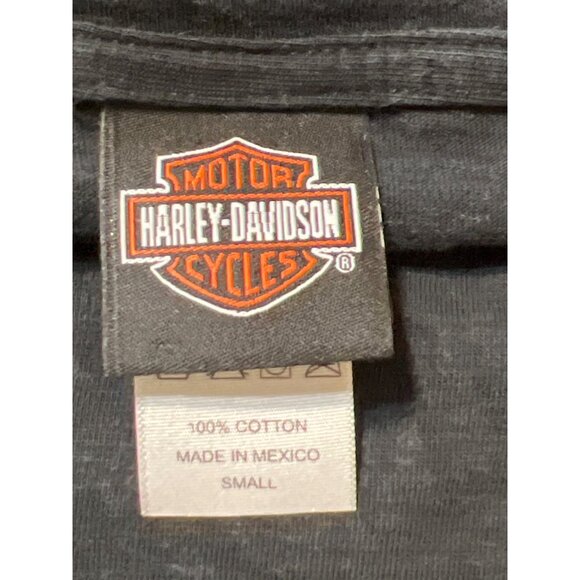 MOTOR
HARLEY-DAVIDSON
CYCLES
®
100% COTTON
MADE IN MEXICO
SMALL